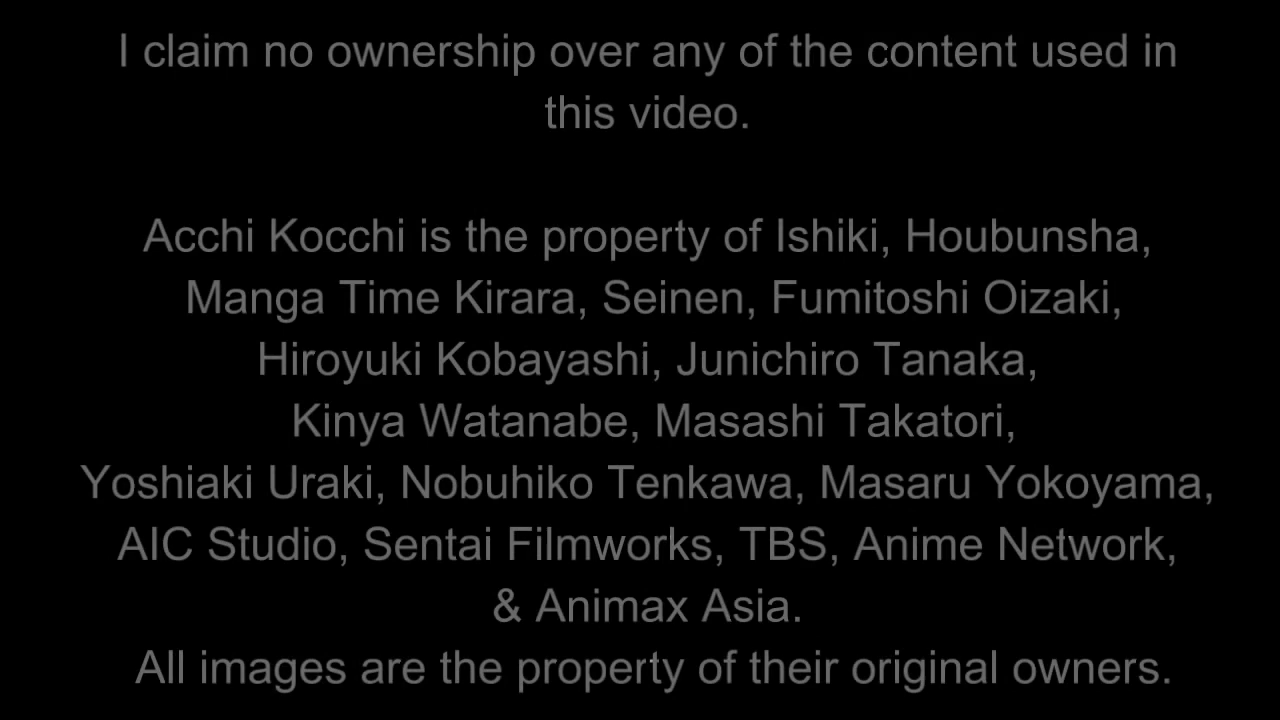 I claim no ownership over any of the content used in
this video.
Acchi Kocchi is the property of Ishiki, Houbunsha,
Manga Time Kirara, Seinen, Fumitoshi Oizaki,
Hiroyuki Kobayashi, Junichiro Tanaka,
Kinya Watanabe, Masashi Takatori,
Yoshiaki Uraki, Nobuhiko Tenkawa, Masaru Yokoyama,
AIC Studio, Sentai Filmworks, TBS, Anime Network,
& Animax Asia.
All images are the property of their original owners.